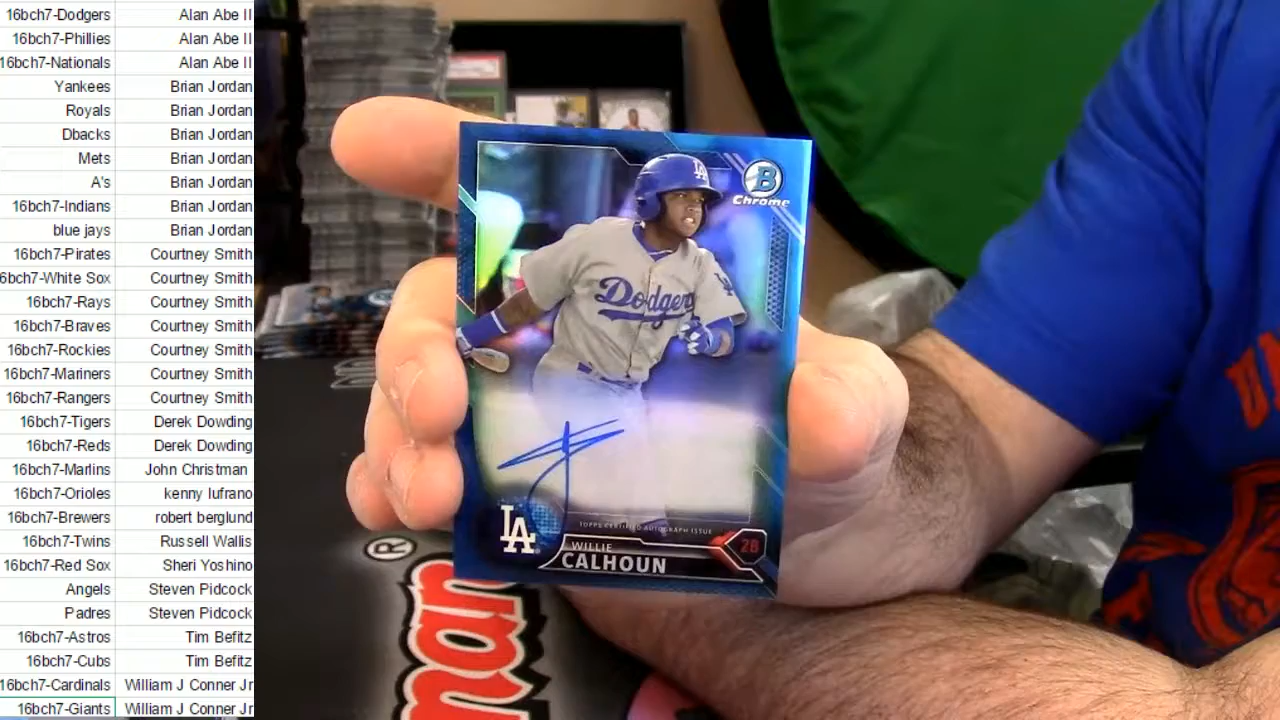 16bch7-Dodgers Alan Abe II
16bch7-Phillies Alan Abe II
16bch7-Nationals Alan Abe II
Yankees Brian Jordan
Royals Brian Jordan
Dbacks Brian Jordan
Mets Brian Jordan
A's Brian Jordan
16bch7-Indians Brian Jordan
blue jays Brian Jordan
16bch7-Pirates Courtney Smith
6bch7-White Sox Courtney Smith
16bch7-Rays Courtney Smith
16bch7-Braves Courtney Smith
16bch7-Rockies Courtney Smith
16bch7-Mariners Courtney Smith
16bch7-Rangers Courtney Smith
16bch7-Tigers Derek Dowding
16bch7-Reds Derek Dowding
16bch7-Marlins John Christman
16bch7-Orioles kenny lufrano
16bch7-Brewers robert berglund
16bch7-Twins Russell Wallis
16bch7-Red Sox Sheri Yoshino
Angels Steven Pidcock
Padres Steven Pidcock
16bch7-Astros Tim Befitz
16bch7-Cubs Tim Befitz
16bch7-Cardinals William J Conner Jr
16bch7-Giants William J Conner Jr
LA
B
Chrome
Dodgers
LA
TOPPS CERTIFIED AUTOGRAPH ISSUE
LA
WILLIE
CALHOUN
2B
®
man